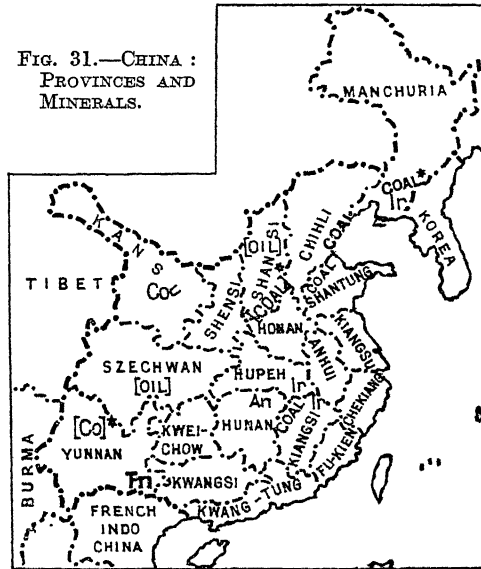 FIG. 31.—CHINA :
PROVINCES AND
MINERALS.
MANCHURIA
COAL*
Ir
KOREA
KANSU
[OIL]
SHANSI
CHIHLI
COAL
TIBET
Co
SHENSI
COAL*
COAL
SHANTUNG
HONAN
KIANGSU
ANHUI
SZECHWAN
[OIL]
HUPEH
Ir
CHEKIANG
An
COAL
Ir
[Co]*
YUNNAN
KWEI-
CHOW
HUNAN
KIANGSI
FU-KIEN
BURMA
Tn
KWANGSI
KWANG-TUNG
FRENCH
INDO
CHINA